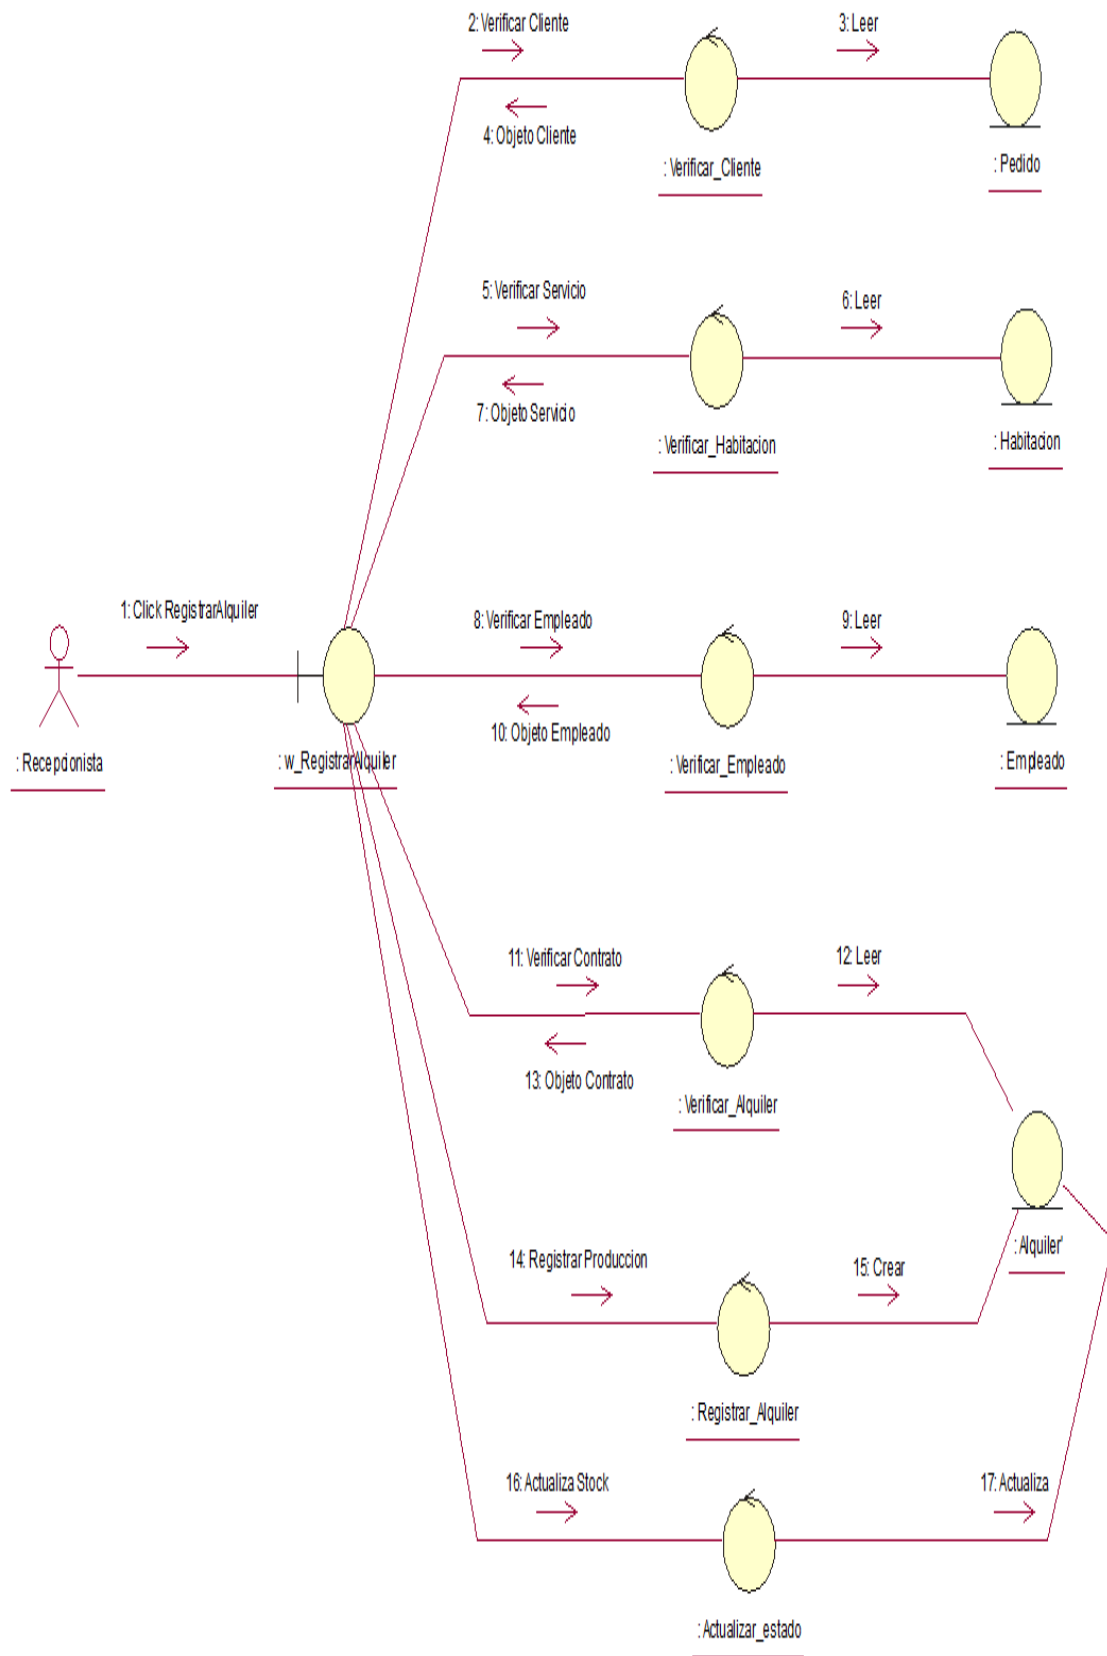 2: Verificar Cliente
3: Leer
4: Objeto Cliente
: Verificar_Cliente
: Pedido
5: Verificar Servicio
6: Leer
7: Objeto Servicio
: Verificar_Habitacion
: Habitacion
1: Click RegistrarAlquiler
8: Verificar Empleado
9: Leer
10: Objeto Empleado
: Recepcionista
: w_RegistrarAlquiler
: Verificar_Empleado
: Empleado
11: Verificar Contrato
12: Leer
13: Objeto Contrato
: Verificar_Alquiler
14: Registrar Produccion
15: Crear
: Alquiler'
: Registrar_Alquiler
16: Actualiza Stock
17: Actualiza
: Actualizar_estado